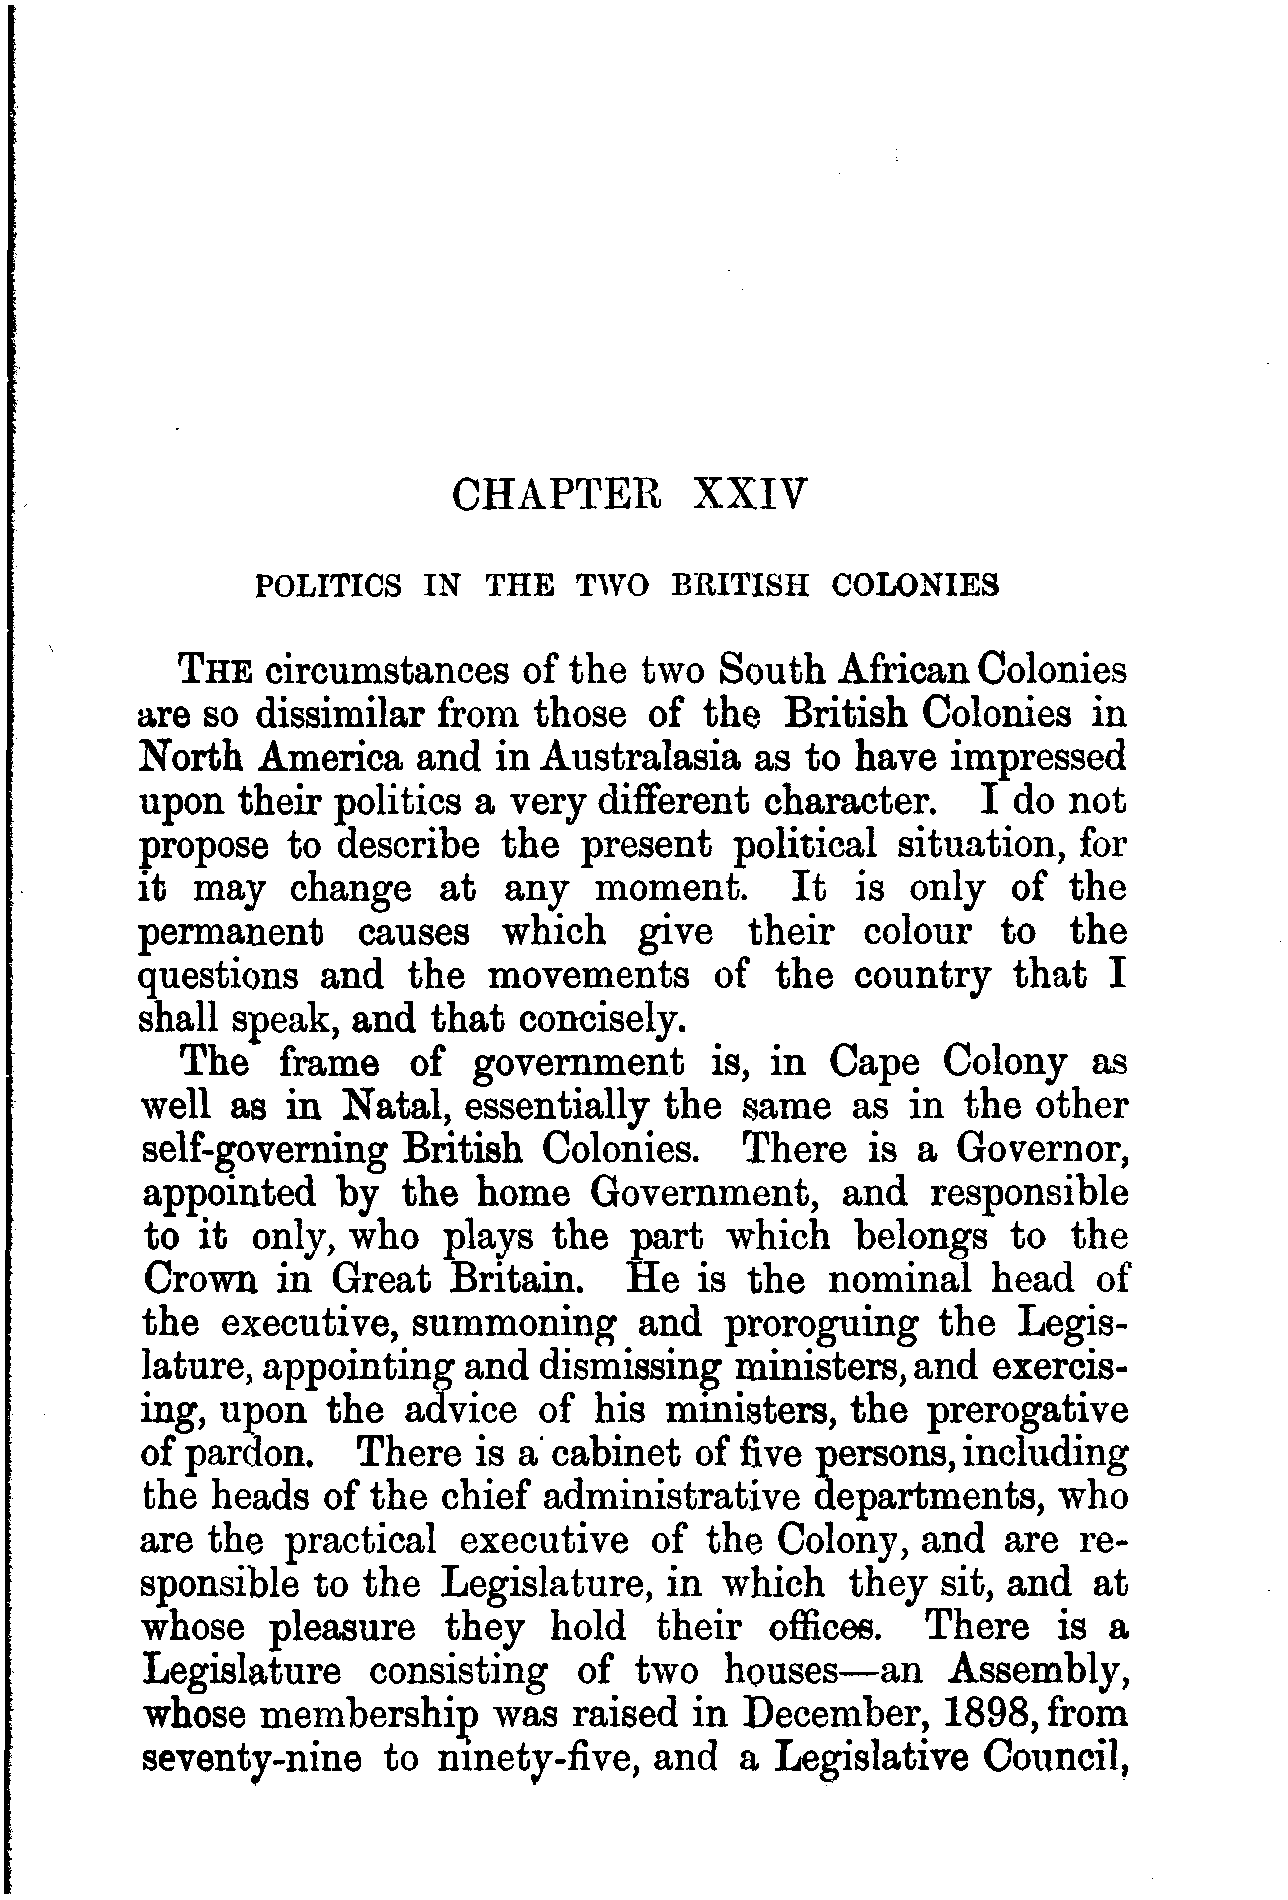 CHAPTER XXIV
POLITICS IN THE TWO BRITISH COLONIES
THE circumstances of the two South African Colonies
are so dissimilar from those of the British Colonies in
North America and in Australasia as to have impressed
upon their politics a very different character. I do not
propose to describe the present political situation, for
it may change at any moment. It is only of the
permanent causes which give their colour to the
questions and the movements of the country that I
shall speak, and that concisely.
The frame of government is, in Cape Colony as
well as in Natal, essentially the same as in the other
self-governing British Colonies. There is a Governor,
appointed by the home Government, and responsible
to it only, who plays the part which belongs to the
Crown in Great Britain. He is the nominal head of
the executive, summoning and proroguing the Legis-
lature, appointing and dismissing ministers, and exercis-
ing, upon the advice of his ministers, the prerogative
of pardon. There is a cabinet of five persons, including
the heads of the chief administrative departments, who
are the practical executive of the Colony, and are re-
sponsible to the Legislature, in which they sit, and at
whose pleasure they hold their offices. There is a
Legislature consisting of two houses—an Assembly,
whose membership was raised in December, 1898, from
seventy-nine to ninety-five, and a Legislative Council,